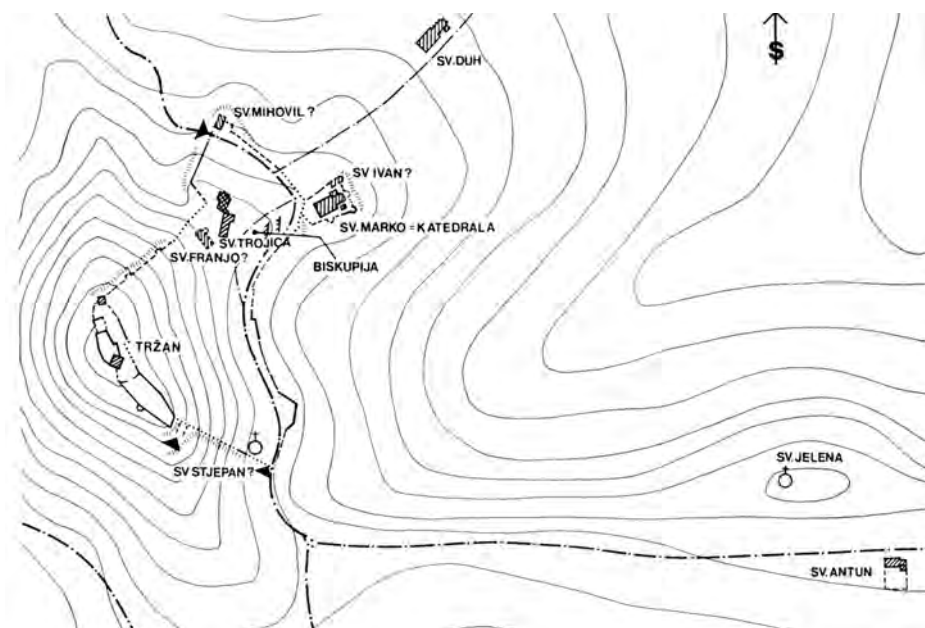 S
SV. DUH
SV. MIHOVIL ?
SV IVAN ?
SV. MARKO = KATEDRALA
SV. TROJICA
SV. FRANJO ?
BISKUPIJA
TRŽAN
SV. STJEPAN ?
SV. JELENA
SV. ANTUN